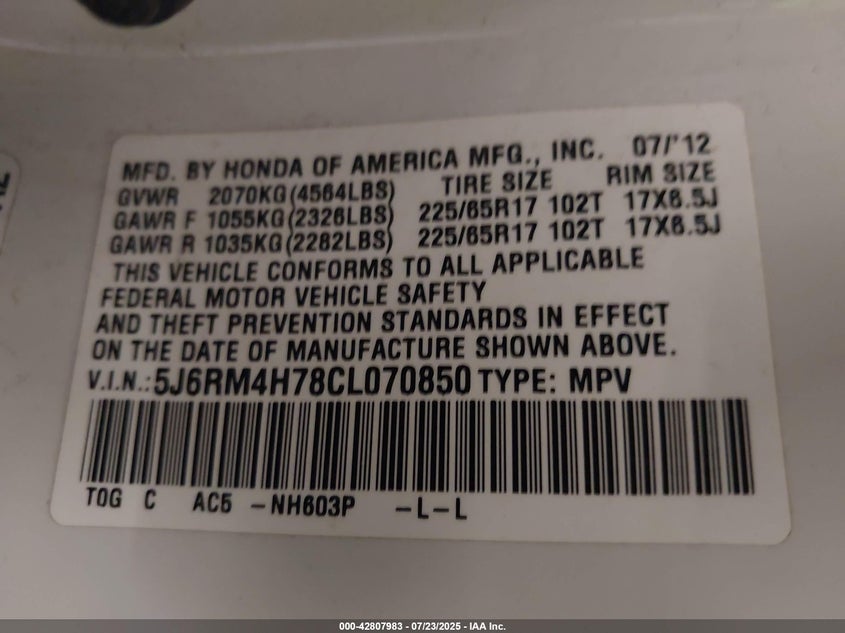 MFD. BY HONDA OF AMERICA MFG., INC. 07/'12
GVWR 2070KG(4564LBS) TIRE SIZE RIM SIZE
GAWR F 1055KG(2326LBS) 225/65R17 102T 17X6.5J
GAWR R 1035KG(2282LBS) 225/65R17 102T 17X6.5J
THIS VEHICLE CONFORMS TO ALL APPLICABLE
FEDERAL MOTOR VEHICLE SAFETY
AND THEFT PREVENTION STANDARDS IN EFFECT
ON THE DATE OF MANUFACTURE SHOWN ABOVE.
V.I.N.: 5J6RM4H78CL070850 TYPE: MPV
TOG C AC5 -NH603P -L-L
000-42807983 / 07/23/2025 - IAA Inc.